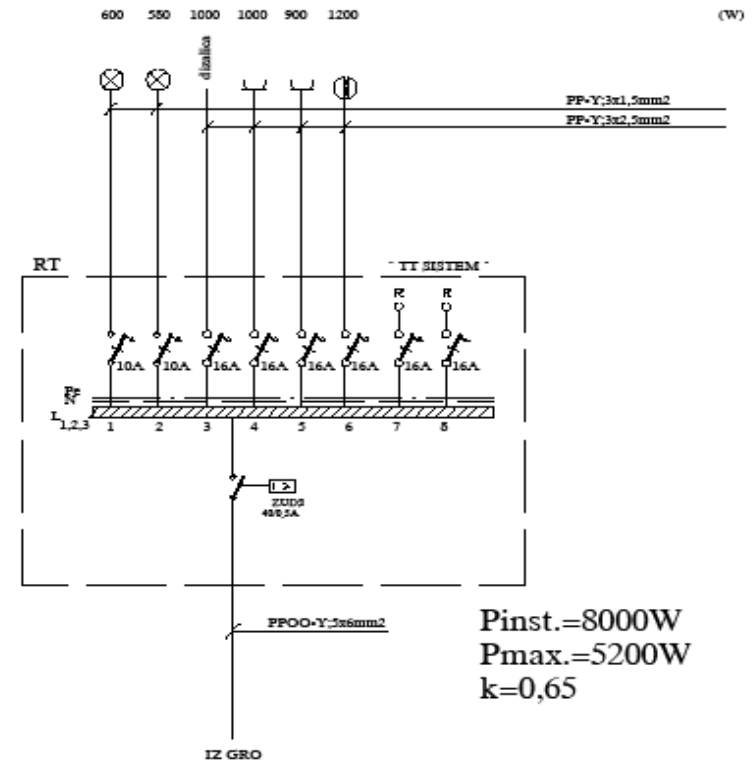 600 580 1000 1000 900 1200 (W)
dizalica
PP-Y;3x1,5mm2
PP-Y;3x2,5mm2
RT
TT SISTEM
R R
10A 10A 16A 16A 16A 16A 16A 16A
L1,2,3
1 2 3 4 5 6 7 8
I >
ZUDS
40/0,5A
PPOO-Y;5x6mm2
Pinst.=8000W
Pmax.=5200W
k=0,65
IZ GRO